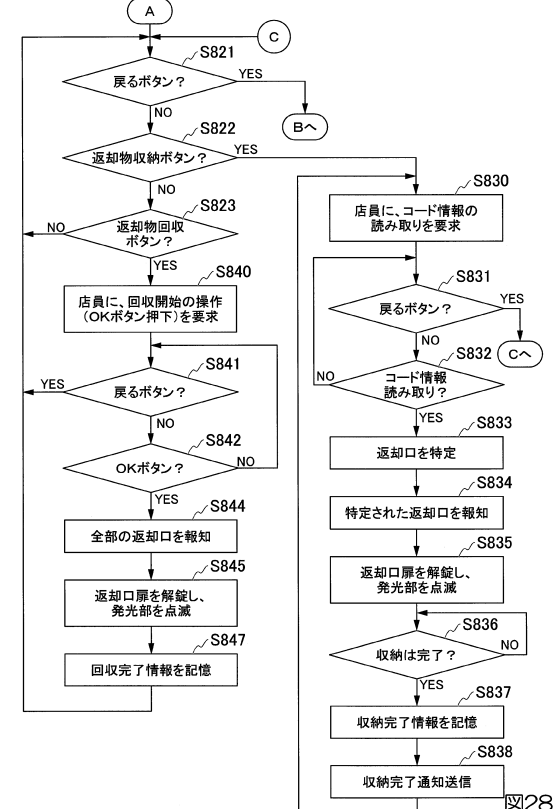 A
C
S821
戻るボタン？
YES
NO
Bへ
S822
返却物収納ボタン？
YES
NO
S823
返却物回収
ボタン？
NO
YES
S840
店員に、回収開始の操作
（OKボタン押下）を要求
S841
戻るボタン？
YES
NO
S842
OKボタン？
NO
YES
S844
全部の返却口を報知
S845
返却口扉を解錠し、
発光部を点滅
S847
回収完了情報を記憶
S830
店員に、コード情報の
読み取りを要求
S831
戻るボタン？
YES
NO
Cへ
S832
コード情報
読み取り？
NO
YES
S833
返却口を特定
S834
特定された返却口を報知
S835
返却口扉を解錠し、
発光部を点滅
S836
収納は完了？
NO
YES
S837
収納完了情報を記憶
S838
収納完了通知送信
図28